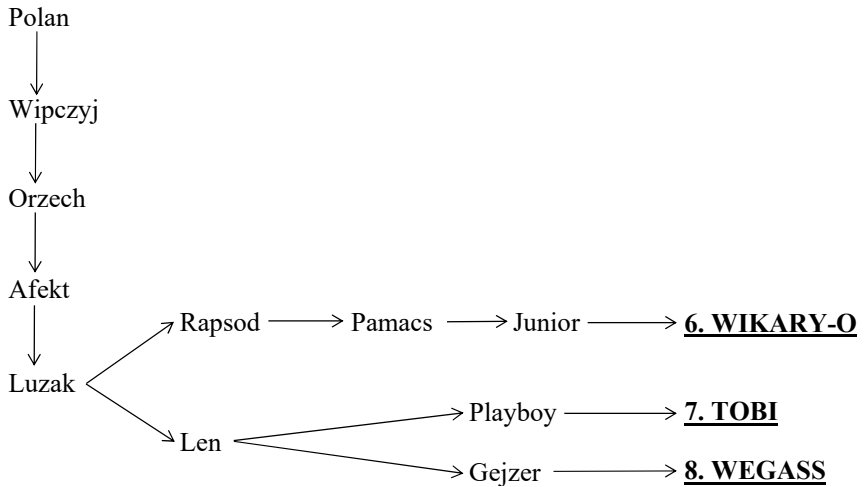 Polan
Wipczyj
Orzech
Afekt
Rapsod Pamacs Junior 6. WIKARY-O
Luzak
Playboy 7. TOBI
Len
Gejzer 8. WEGASS